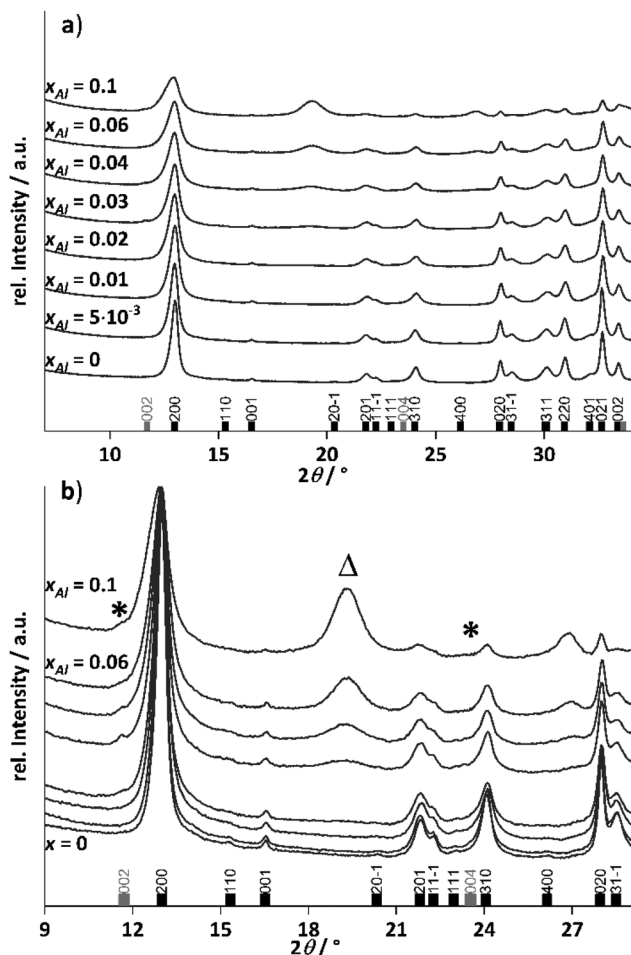 a)
x_Al = 0.1
x_Al = 0.06
x_Al = 0.04
x_Al = 0.03
x_Al = 0.02
x_Al = 0.01
x_Al = 5·10⁻³
x_Al = 0
rel. Intensity / a.u.
002 200 110 001 20-1 201 11-1 111 004 310 400 020 31-1 311 220 401 021 002
10 15 20 25 30
2θ / °
b)
x_Al = 0.1
* Δ *
x_Al = 0.06
x = 0
rel. Intensity / a.u.
002 200 110 001 20-1 201 11-1 111 004 310 400 020 31-1
9 12 15 18 21 24 27
2θ / °